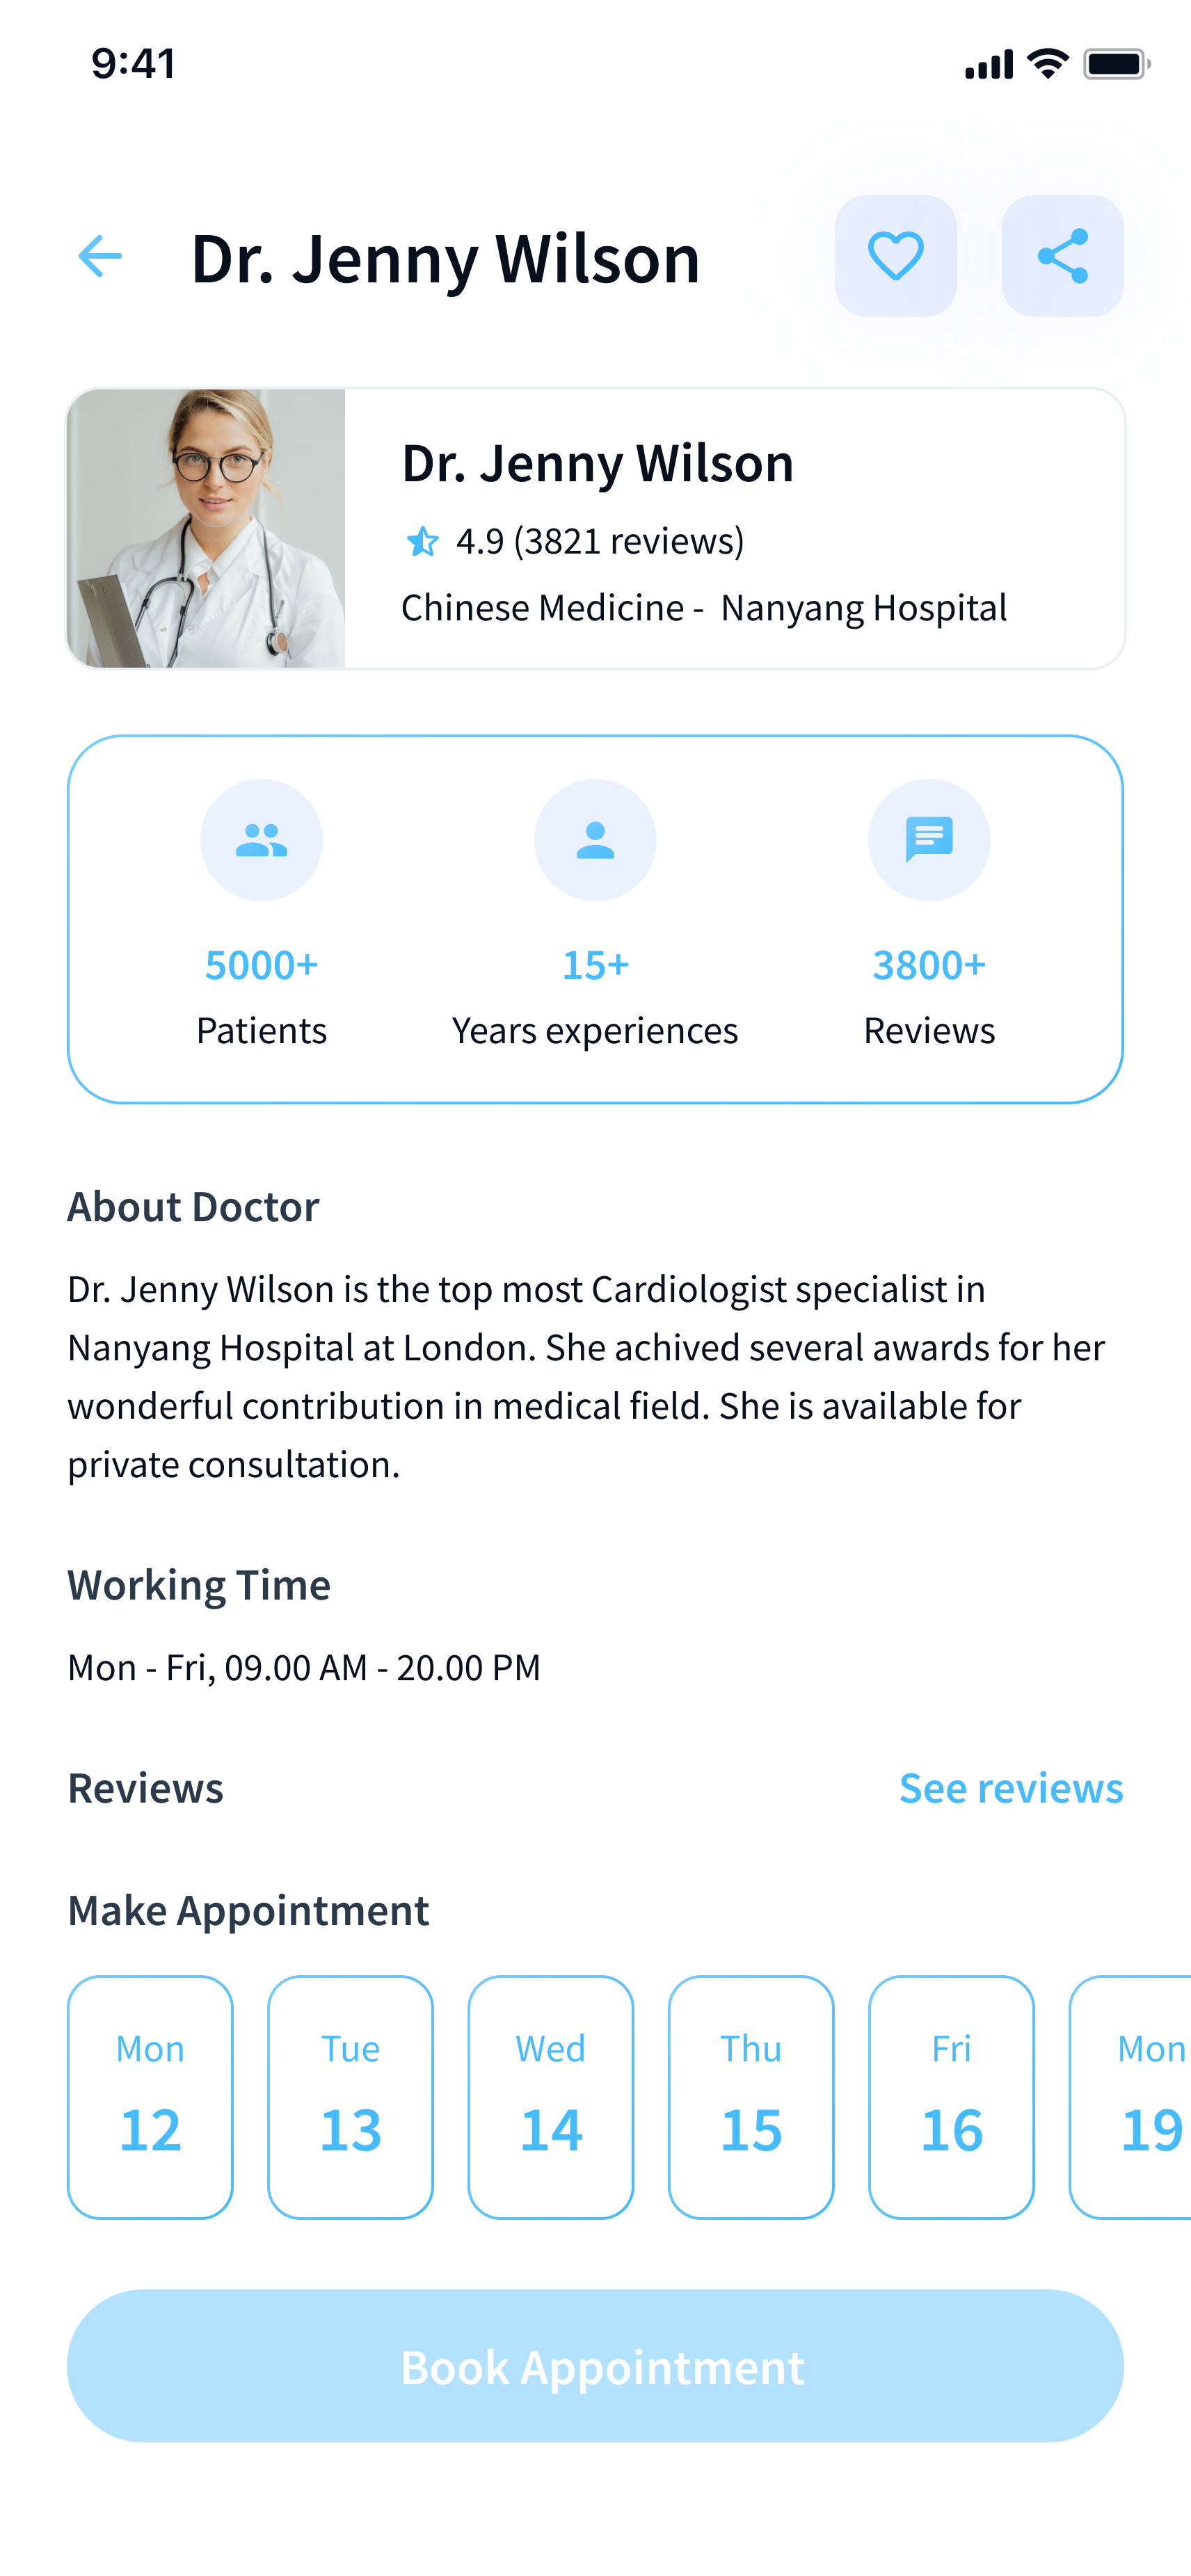 9:41
Dr. Jenny Wilson
Dr. Jenny Wilson
4.9 (3821 reviews)
Chinese Medicine - Nanyang Hospital
5000+ 15+ 3800+
Patients Years experiences Reviews
About Doctor
Dr. Jenny Wilson is the top most Cardiologist specialist in
Nanyang Hospital at London. She achived several awards for her
wonderful contribution in medical field. She is available for
private consultation.
Working Time
Mon - Fri, 09.00 AM - 20.00 PM
Reviews See reviews
Make Appointment
Mon Tue Wed Thu Fri Mon
12 13 14 15 16 19
Book Appointment